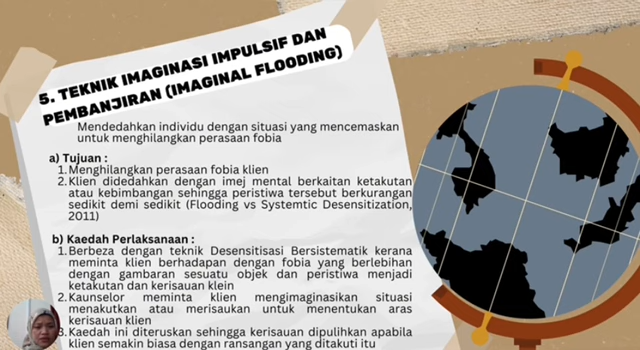 5. TEKNIK IMAGINASI IMPULSIF DAN
PEMBANJIRAN (IMAGINAL FLOODING)
Mendedahkan individu dengan situasi yang mencemaskan
untuk menghilangkan perasaan fobia
a) Tujuan :
1. Menghilangkan perasaan fobia klien
2. Klien didedahkan dengan imej mental berkaitan ketakutan
atau kebimbangan sehingga peristiwa tersebut berkurangan
sedikit demi sedikit (Flooding vs Systemtic Desensitization,
2011)
b) Kaedah Perlaksanaan :
1. Berbeza dengan teknik Desensitisasi Bersistematik kerana
meminta klien berhadapan dengan fobia yang berlebihan
dengan gambaran sesuatu objek dan peristiwa menjadi
ketakutan dan kerisauan klein
2. Kaunselor meminta klien mengimaginasikan situasi
menakutkan atau merisaukan untuk menentukan aras
kerisauan klien
3. Kaedah ini diteruskan sehingga kerisauan dipulihkan apabila
klien semakin biasa dengan ransangan yang ditakuti itu